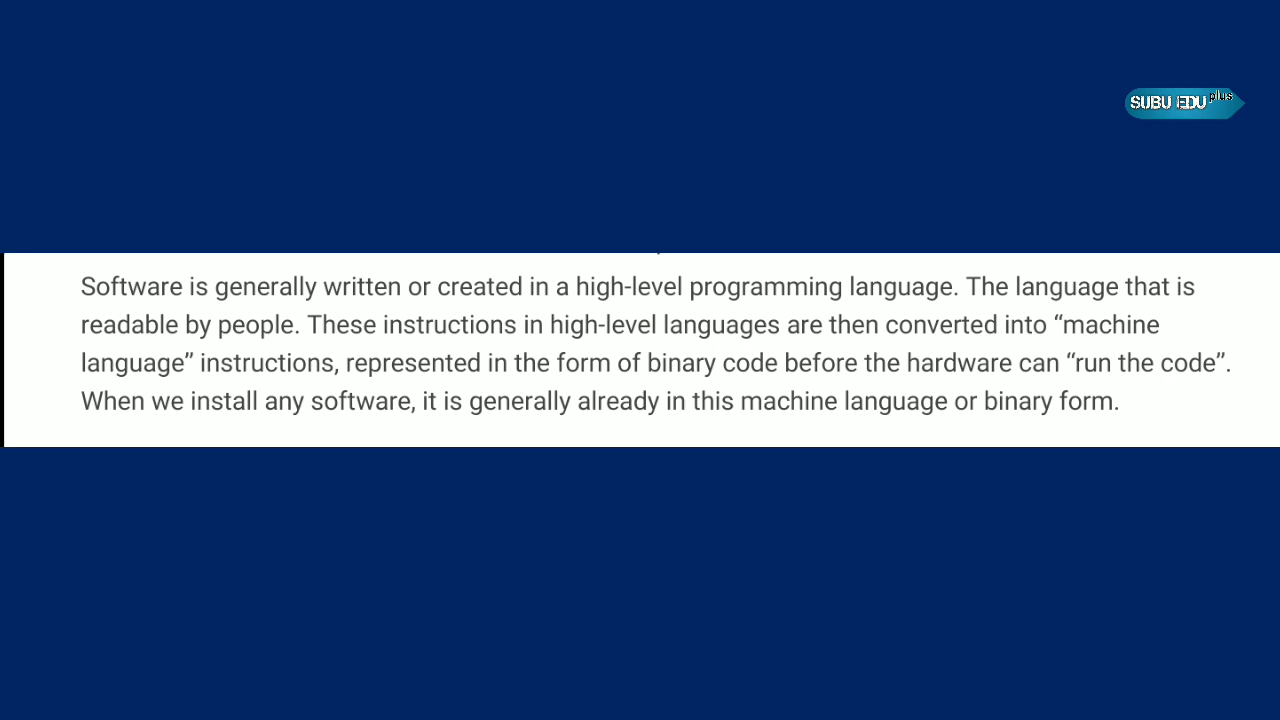 SUBU EDU plus
Software is generally written or created in a high-level programming language. The language that is
readable by people. These instructions in high-level languages are then converted into “machine
language” instructions, represented in the form of binary code before the hardware can “run the code”.
When we install any software, it is generally already in this machine language or binary form.